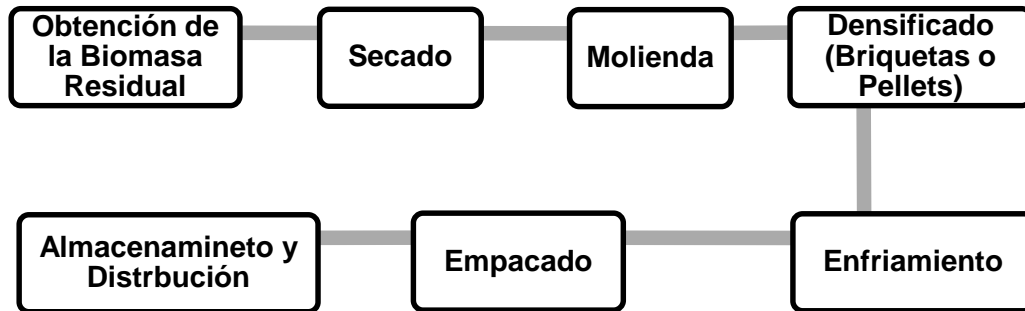 Obtención de
la Biomasa
Residual
Secado
Molienda
Densificado
(Briquetas o
Pellets)
Enfriamiento
Empacado
Almacenamineto y
Distrbución